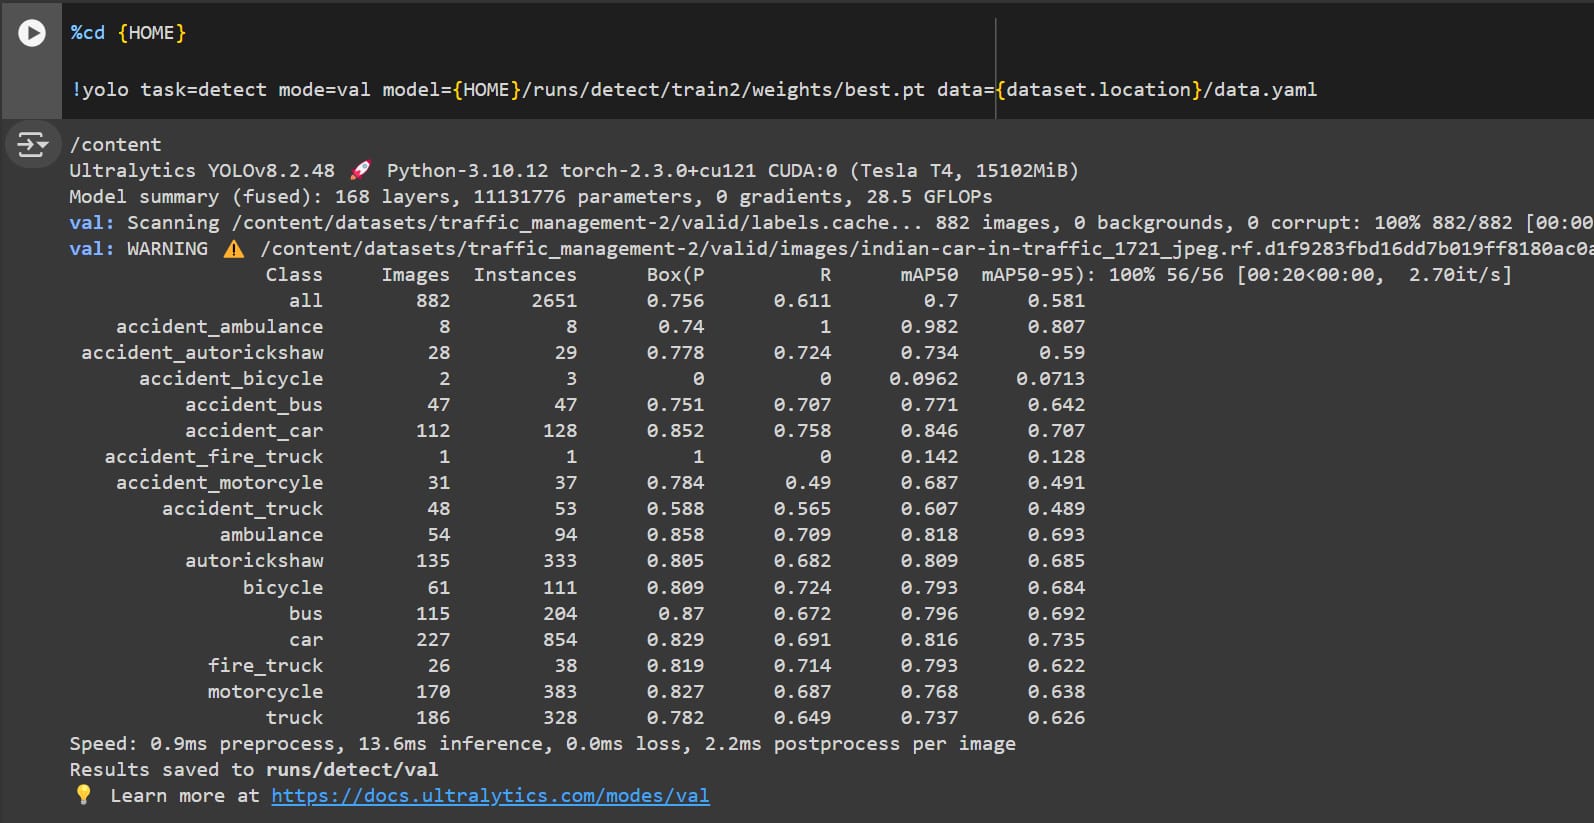 %cd {HOME}
!yolo task=detect mode=val model={HOME}/runs/detect/train2/weights/best.pt data={dataset.location}/data.yaml
/content
Ultralytics YOLOv8.2.48 🚀 Python-3.10.12 torch-2.3.0+cu121 CUDA:0 (Tesla T4, 15102MiB)
Model summary (fused): 168 layers, 11131776 parameters, 0 gradients, 28.5 GFLOPs
val: Scanning /content/datasets/traffic_management-2/valid/labels.cache... 882 images, 0 backgrounds, 0 corrupt: 100% 882/882 [00:00
val: WARNING ⚠️ /content/datasets/traffic_management-2/valid/images/indian-car-in-traffic_1721_jpeg.rf.d1f9283fbd16dd7b019ff8180ac0a
Class Images Instances Box(P R mAP50 mAP50-95): 100% 56/56 [00:20<00:00, 2.70it/s]
all 882 2651 0.756 0.611 0.7 0.581
accident_ambulance 8 8 0.74 1 0.982 0.807
accident_autorickshaw 28 29 0.778 0.724 0.734 0.59
accident_bicycle 2 3 0 0 0.0962 0.0713
accident_bus 47 47 0.751 0.707 0.771 0.642
accident_car 112 128 0.852 0.758 0.846 0.707
accident_fire_truck 1 1 1 0 0.142 0.128
accident_motorcyle 31 37 0.784 0.49 0.687 0.491
accident_truck 48 53 0.588 0.565 0.607 0.489
ambulance 54 94 0.858 0.709 0.818 0.693
autorickshaw 135 333 0.805 0.682 0.809 0.685
bicycle 61 111 0.809 0.724 0.793 0.684
bus 115 204 0.87 0.672 0.796 0.692
car 227 854 0.829 0.691 0.816 0.735
fire_truck 26 38 0.819 0.714 0.793 0.622
motorcycle 170 383 0.827 0.687 0.768 0.638
truck 186 328 0.782 0.649 0.737 0.626
Speed: 0.9ms preprocess, 13.6ms inference, 0.0ms loss, 2.2ms postprocess per image
Results saved to runs/detect/val
💡 Learn more at https://docs.ultralytics.com/modes/val